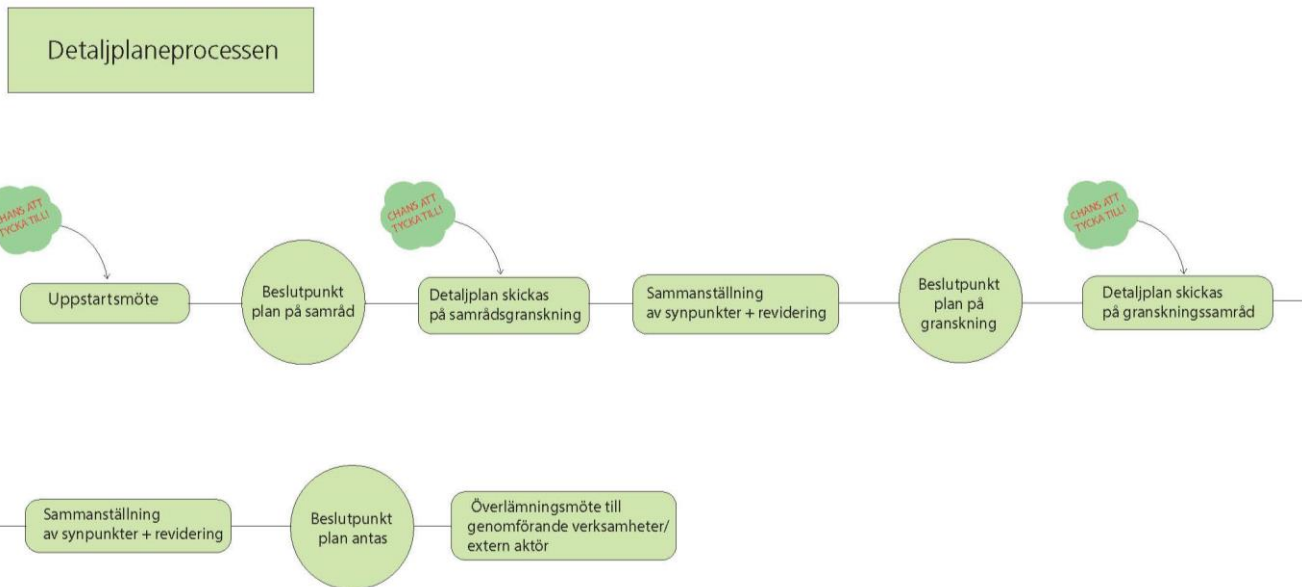 Detaljplaneprocessen
CHANS ATT
TYCKA TILL!
Uppstartsmöte
Beslutpunkt
plan på samråd
CHANS ATT
TYCKA TILL!
Detaljplan skickas
på samrådsgranskning
Sammanställning
av synpunkter + revidering
Beslutpunkt
plan på
granskning
CHANS ATT
TYCKA TILL!
Detaljplan skickas
på granskningssamråd
Sammanställning
av synpunkter + revidering
Beslutpunkt
plan antas
Överlämningsmöte till
genomförande verksamheter/
extern aktör